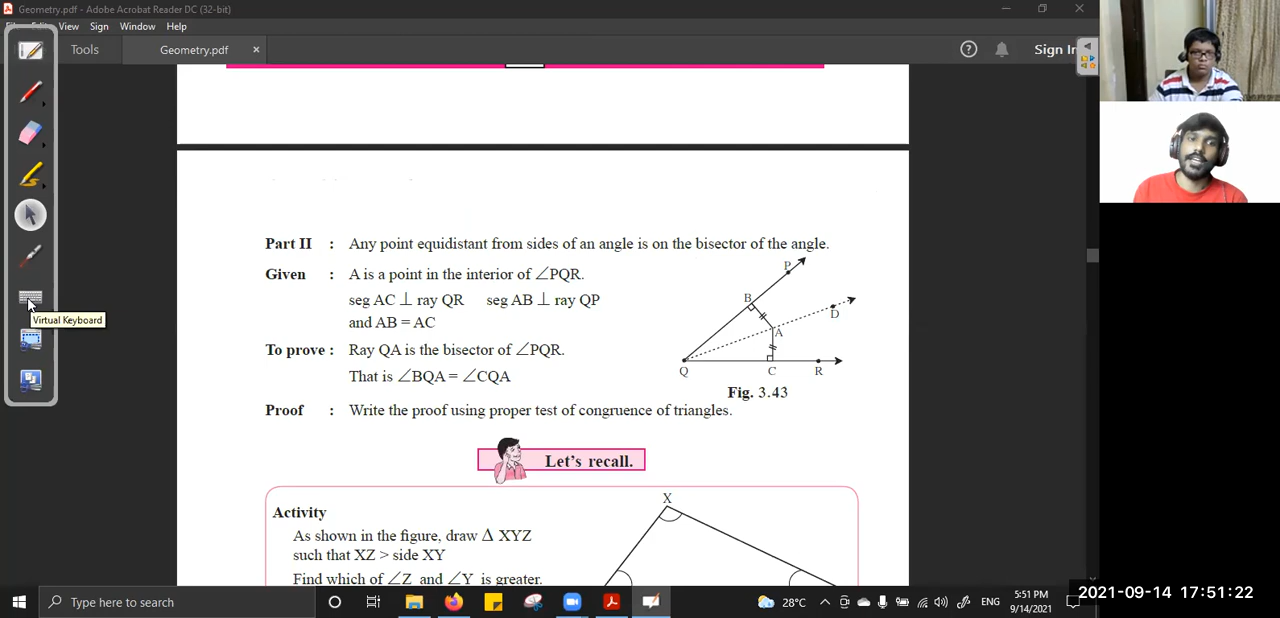 Geometry.pdf - Adobe Acrobat Reader DC (32-bit)
View Sign Window Help
Tools
Geometry.pdf ×
Sign In
Part II : Any point equidistant from sides of an angle is on the bisector of the angle.
Given : A is a point in the interior of ∠PQR.
seg AC ⊥ ray QR seg AB ⊥ ray QP
and AB = AC
To prove : Ray QA is the bisector of ∠PQR.
That is ∠BQA = ∠CQA
Proof : Write the proof using proper test of congruence of triangles.
P
B
D
A
Q
C
R
Fig. 3.43
Virtual Keyboard
Let's recall.
Activity
As shown in the figure, draw Δ XYZ
such that XZ > side XY
Find which of ∠Z and ∠Y is greater.
X
Type here to search
28°C
ENG
5:51 PM
9/14/2021
2021-09-14 17:51:22